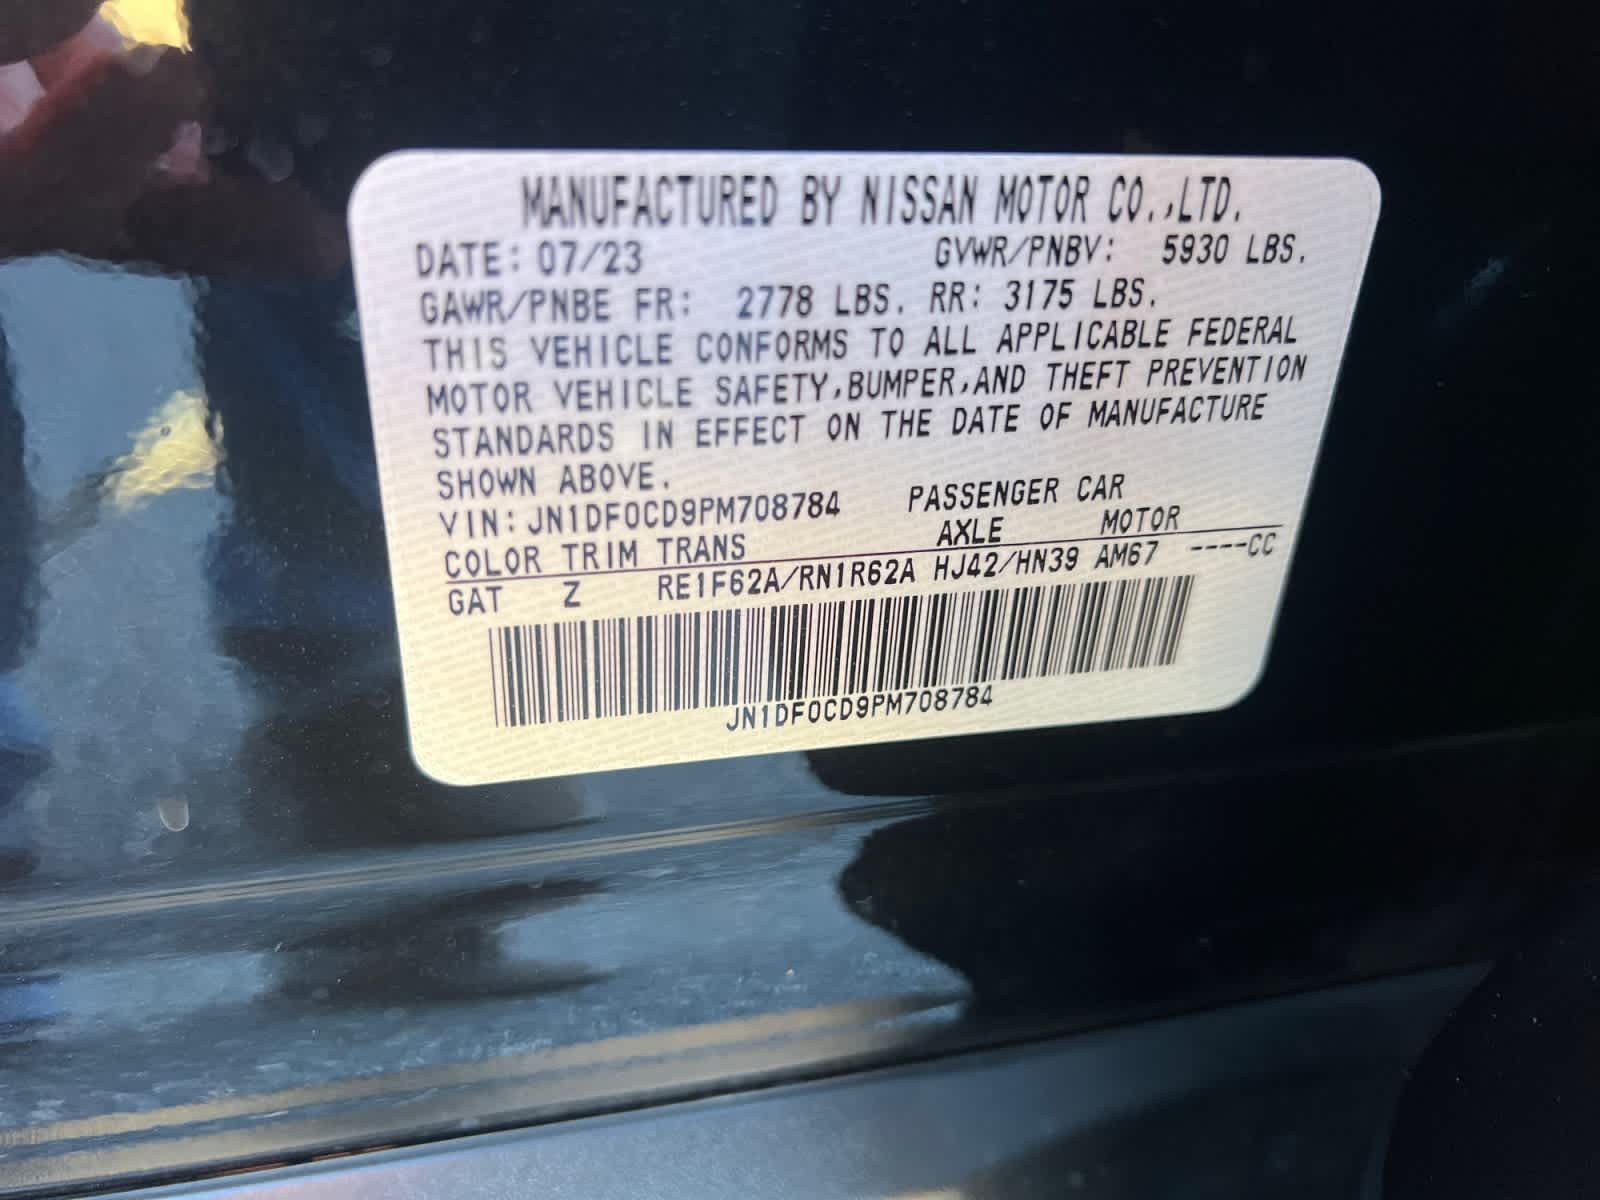 MANUFACTURED BY NISSAN MOTOR CO.,LTD.
DATE: 07/23 GVWR/PNBV: 5930 LBS.
GAWR/PNBE FR: 2778 LBS. RR: 3175 LBS.
THIS VEHICLE CONFORMS TO ALL APPLICABLE FEDERAL
MOTOR VEHICLE SAFETY,BUMPER,AND THEFT PREVENTION
STANDARDS IN EFFECT ON THE DATE OF MANUFACTURE
SHOWN ABOVE.
VIN: JN1DF0CD9PM708784 PASSENGER CAR
COLOR TRIM TRANS AXLE MOTOR
GAT Z RE1F62A/RN1R62A HJ42/HN39 AM67 ----CC
JN1DF0CD9PM708784